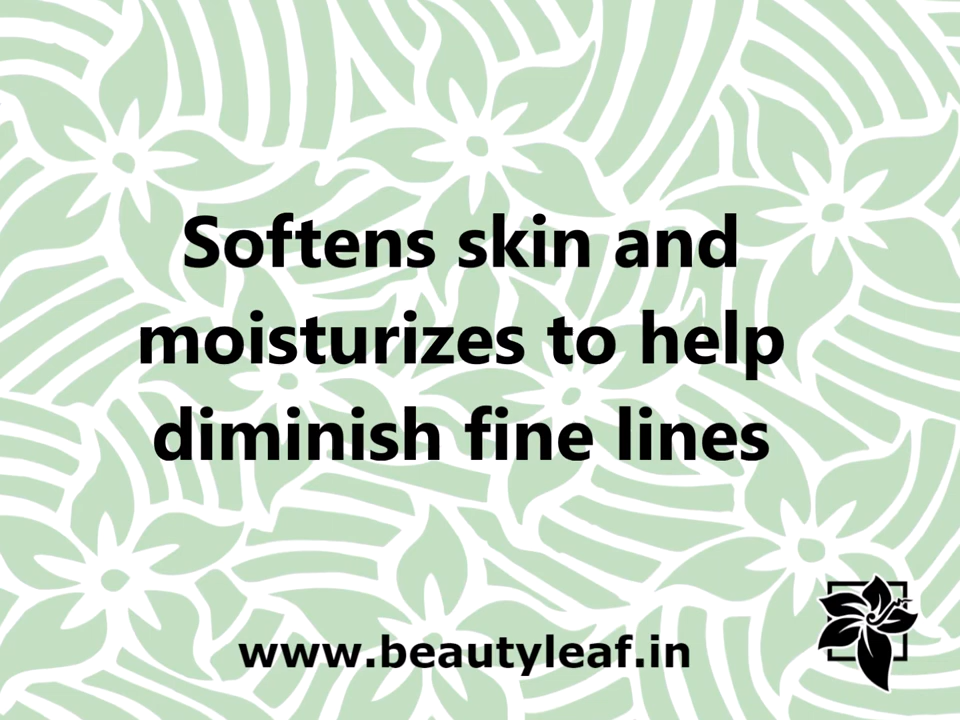 Softens skin and
moisturizes to help
diminish fine lines
www.beautyleaf.in